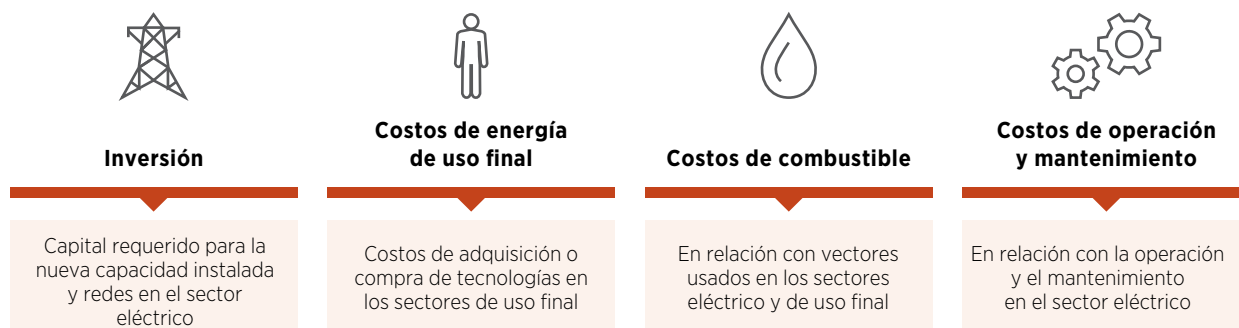 Inversión
Capital requerido para la
nueva capacidad instalada
y redes en el sector
eléctrico
Costos de energía
de uso final
Costos de adquisición o
compra de tecnologías en
los sectores de uso final
Costos de combustible
En relación con vectores
usados en los sectores
eléctrico y de uso final
Costos de operación
y mantenimiento
En relación con la operación
y el mantenimiento
en el sector eléctrico